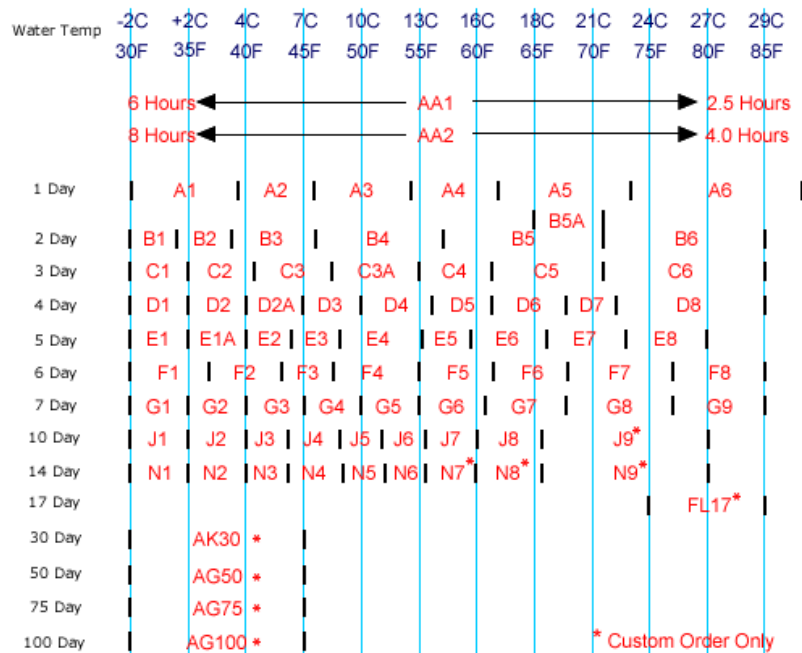 -2C +2C 4C 7C 10C 13C 16C 18C 21C 24C 27C 29C
Water Temp
30F 35F 40F 45F 50F 55F 60F 65F 70F 75F 80F 85F
6 Hours AA1 2.5 Hours
8 Hours AA2 4.0 Hours
1 Day A1 A2 A3 A4 A5 A6
B5A
2 Day B1 B2 B3 B4 B5 B6
3 Day C1 C2 C3 C3A C4 C5 C6
4 Day D1 D2 D2A D3 D4 D5 D6 D7 D8
5 Day E1 E1A E2 E3 E4 E5 E6 E7 E8
6 Day F1 F2 F3 F4 F5 F6 F7 F8
7 Day G1 G2 G3 G4 G5 G6 G7 G8 G9
10 Day J1 J2 J3 J4 J5 J6 J7 J8 J9*
14 Day N1 N2 N3 N4 N5 N6 N7* N8* N9*
17 Day FL17*
30 Day AK30 *
50 Day AG50 *
75 Day AG75 *
100 Day AG100 * * Custom Order Only